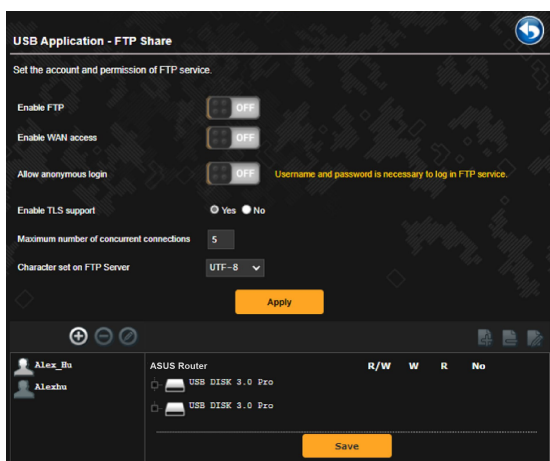 USB Application - FTP Share
Set the account and permission of FTP service.
Enable FTP OFF
Enable WAN access OFF
Allow anonymous login OFF Username and password is necessary to log in FTP service.
Enable TLS support Yes No
Maximum number of concurrent connections 5
Character set on FTP Server UTF-8
Apply
Alex_Hu
Alexhu
ASUS Router R/W W R No
USB DISK 3.0 Pro
USB DISK 3.0 Pro
Save